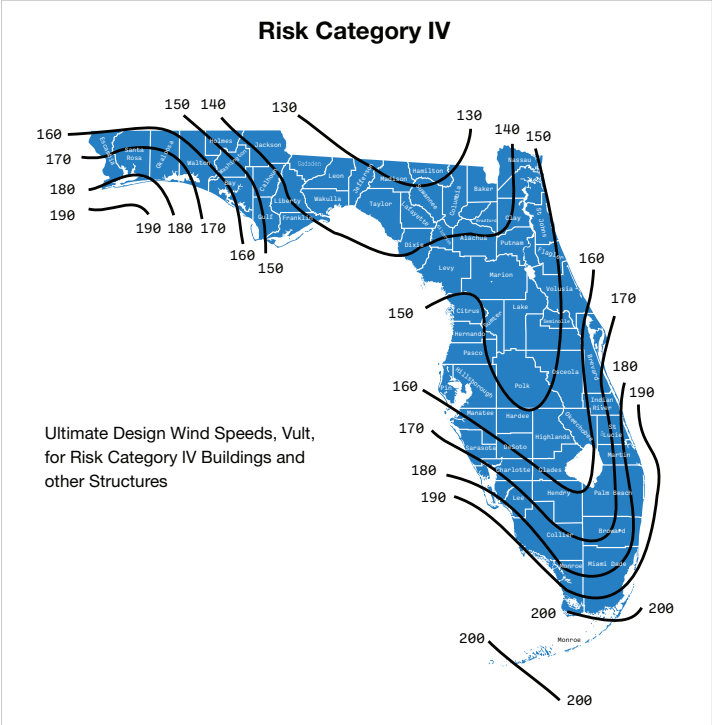 Risk Category IV
130
130
150
140
140
150
160
170
180
190
190
180
170
160
150
160
170
150
180
190
160
170
180
190
200
200
200
200
Ultimate Design Wind Speeds, Vult,
for Risk Category IV Buildings and
other Structures
Escambia
Santa
Rosa
Okaloosa
Walton
Holmes
Washington
Jackson
Bay
Calhoun
Gulf
Liberty
Gadsden
Franklin
Leon
Wakulla
Jefferson
Madison
Taylor
Hamilton
Suwannee
Lafayette
Dixie
Columbia
Baker
Bradford
Alachua
Nassau
Clay
St Johns
Putnam
Flagler
Levy
Marion
Volusia
Citrus
Sumter
Lake
Seminole
Hernando
Pasco
Hillsborough
Pin
Polk
Osceola
Brevard
Indian
River
Manatee
Hardee
Okeechobee
St
Lucie
Highlands
Sarasota
DeSoto
Martin
Charlotte
Glades
Lee
Hendry
Palm Beach
Collier
Broward
Monroe
Miami Dade
Monroe